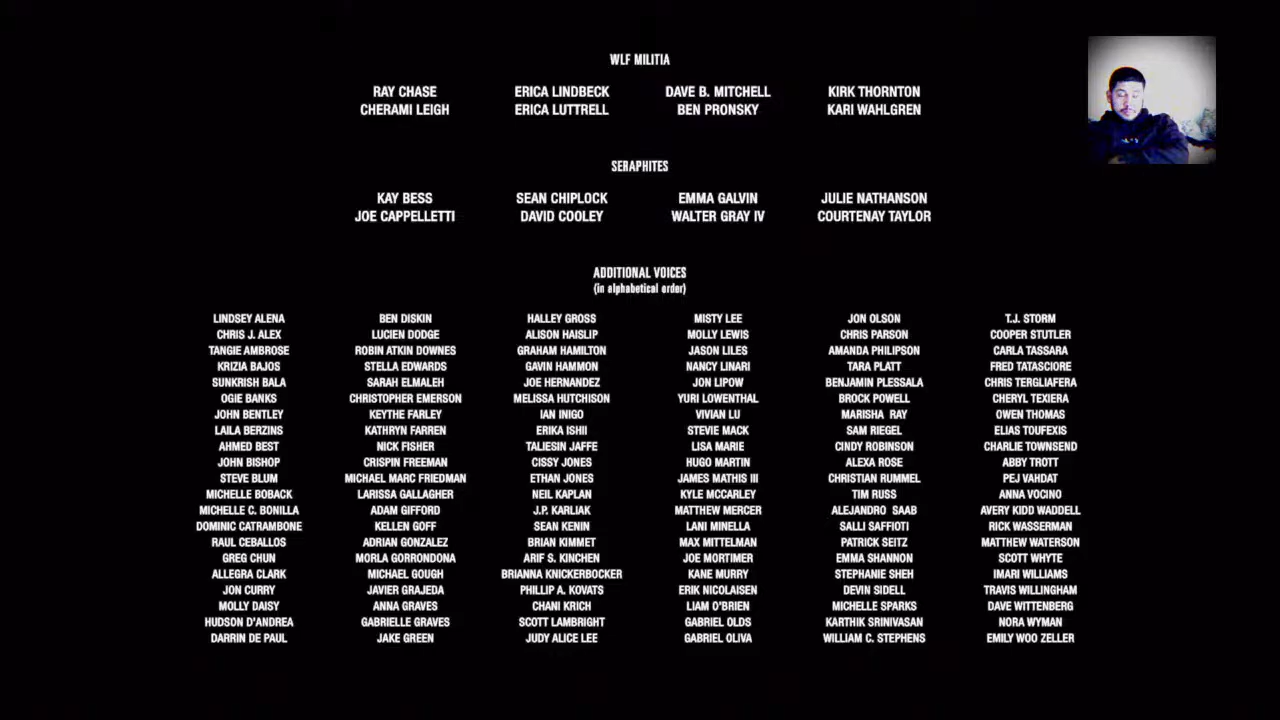 WLF MILITIA
RAY CHASE ERICA LINDBECK DAVE B. MITCHELL KIRK THORNTON
CHERAMI LEIGH ERICA LUTTRELL BEN PRONSKY KARI WAHLGREN
SERAPHITES
KAY BESS SEAN CHIPLOCK EMMA GALVIN JULIE NATHANSON
JOE CAPPELLETTI DAVID COOLEY WALTER GRAY IV COURTENAY TAYLOR
ADDITIONAL VOICES
(in alphabetical order)
LINDSEY ALENA BEN DISKIN HALLEY GROSS MISTY LEE JON OLSON T.J. STORM
CHRIS J. ALEX LUCIEN DODGE ALISON HAISLIP MOLLY LEWIS CHRIS PARSON COOPER STUTLER
TANGIE AMBROSE ROBIN ATKIN DOWNES GRAHAM HAMILTON JASON LILES AMANDA PHILIPSON CARLA TASSARA
KRIZIA BAJOS STELLA EDWARDS GAVIN HAMMON NANCY LINARI TARA PLATT FRED TATASCIORE
SUNKRISH BALA SARAH ELMALEH JOE HERNANDEZ JON LIPOW BENJAMIN PLESSALA CHRIS TERGLIAFERA
OGIE BANKS CHRISTOPHER EMERSON MELISSA HUTCHISON YURI LOWENTHAL BROCK POWELL CHERYL TEXIERA
JOHN BENTLEY KEYTHE FARLEY IAN INIGO VIVIAN LU MARISHA RAY OWEN THOMAS
LAILA BERZINS KATHRYN FARREN ERIKA ISHII STEVIE MACK SAM RIEGEL ELIAS TOUFEXIS
AHMED BEST NICK FISHER TALIESIN JAFFE LISA MARIE CINDY ROBINSON CHARLIE TOWNSEND
JOHN BISHOP CRISPIN FREEMAN CISSY JONES HUGO MARTIN ALEXA ROSE ABBY TROTT
STEVE BLUM MICHAEL MARC FRIEDMAN ETHAN JONES JAMES MATHIS III CHRISTIAN RUMMEL PEJ VAHDAT
MICHELLE BOBACK LARISSA GALLAGHER NEIL KAPLAN KYLE MCCARLEY TIM RUSS ANNA VOCINO
MICHELLE C. BONILLA ADAM GIFFORD J.P. KARLIAK MATTHEW MERCER ALEJANDRO SAAB AVERY KIDD WADDELL
DOMINIC CATRAMBONE KELLEN GOFF SEAN KENIN LANI MINELLA SALLI SAFFIOTI RICK WASSERMAN
RAUL CEBALLOS ADRIAN GONZALEZ BRIAN KIMMET MAX MITTELMAN PATRICK SEITZ MATTHEW WATERSON
GREG CHUN MORLA GORRONDONA ARIF S. KINCHEN JOE MORTIMER EMMA SHANNON SCOTT WHYTE
ALLEGRA CLARK MICHAEL GOUGH BRIANNA KNICKERBOCKER KANE MURRY STEPHANIE SHEH IMARI WILLIAMS
JON CURRY JAVIER GRAJEDA PHILLIP A. KOVATS ERIK NICOLAISEN DEVIN SIDELL TRAVIS WILLINGHAM
MOLLY DAISY ANNA GRAVES CHANI KRICH LIAM O'BRIEN MICHELLE SPARKS DAVE WITTENBERG
HUDSON D'ANDREA GABRIELLE GRAVES SCOTT LAMBRIGHT GABRIEL OLDS KARTHIK SRINIVASAN NORA WYMAN
DARRIN DE PAUL JAKE GREEN JUDY ALICE LEE GABRIEL OLIVA WILLIAM C. STEPHENS EMILY WOO ZELLER